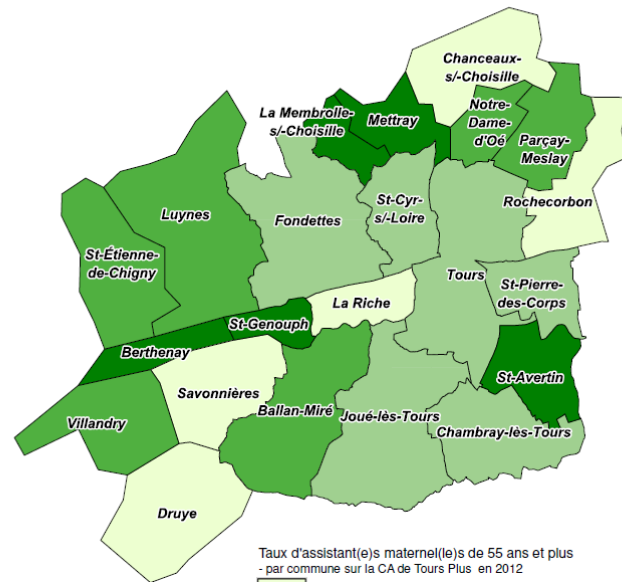 Chanceaux-
s/-Choisille
La Membrolle-
s/-Choisille
Mettray
Notre-
Dame-
d'Oé
Parçay-
Meslay
Luynes
Fondettes
St-Cyr-
s/-Loire
Rochecorbon
St-Étienne-
de-Chigny
Tours
St-Pierre-
des-Corps
La Riche
St-Genouph
Berthenay
St-Avertin
Savonnières
Villandry
Ballan-Miré
Joué-lès-Tours
Chambray-lès-Tours
Druye
Taux d'assistant(e)s maternel(le)s de 55 ans et plus
- par commune sur la CA de Tours Plus en 2012